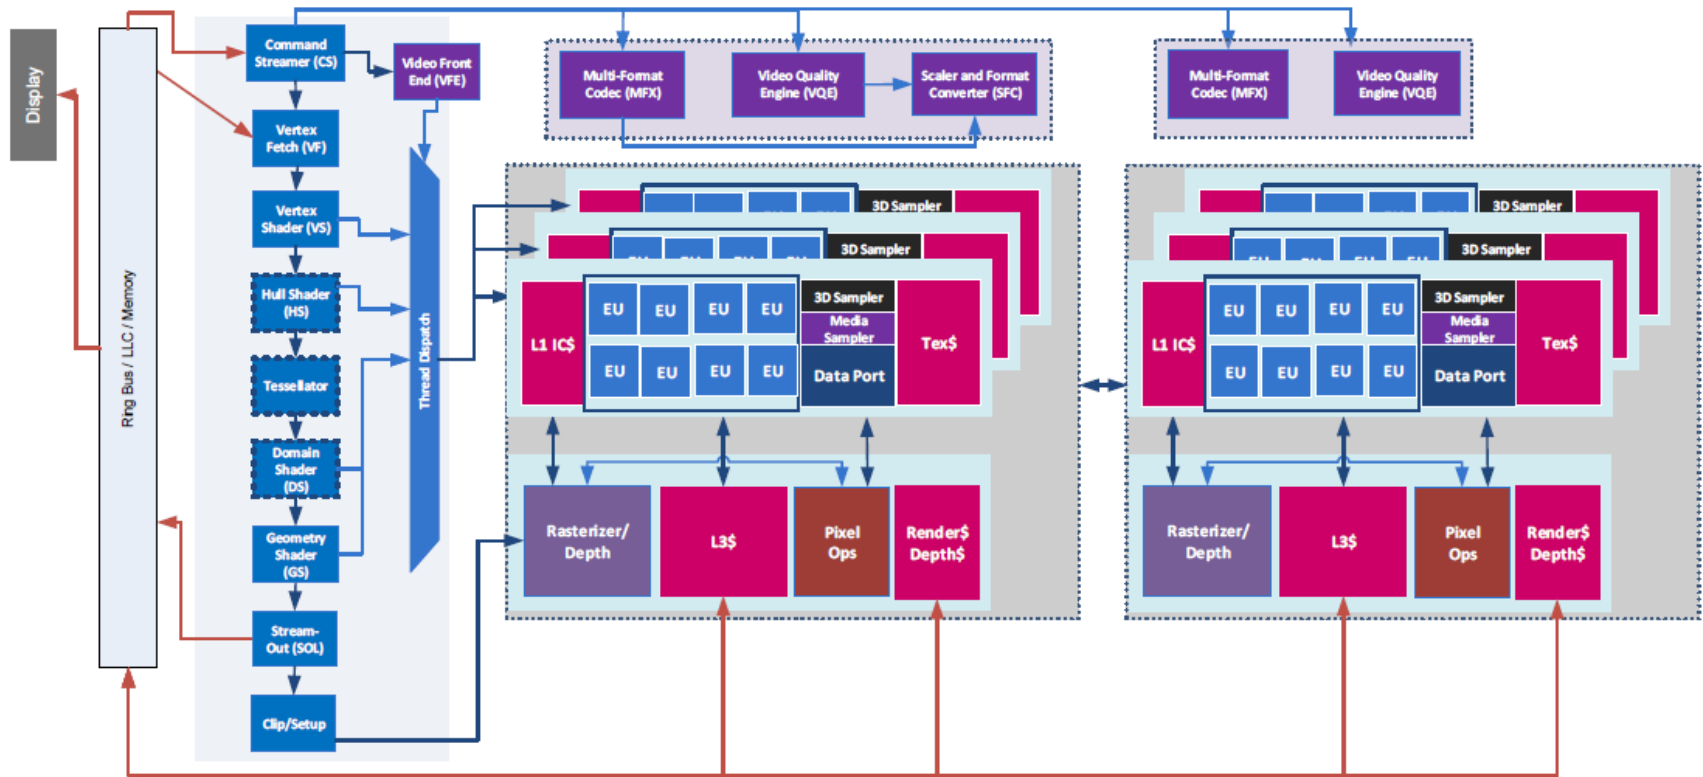 Display
Ring Bus / LLC / Memory
Command
Streamer (CS)
Video Front
End (VFE)
Vertex
Fetch (VF)
Vertex
Shader (VS)
Hull Shader
(HS)
Tessellator
Domain
Shader
(DS)
Geometry
Shader
(GS)
Stream-
Out (SOL)
Clip/Setup
Thread Dispatch
Multi-Format
Codec (MFX)
Video Quality
Engine (VQE)
Scaler and Format
Converter (SFC)
Multi-Format
Codec (MFX)
Video Quality
Engine (VQE)
3D Sampler
3D Sampler
L1 IC$
EU EU EU EU
EU EU EU EU
3D Sampler
Media
Sampler
Data Port
Tex$
Rasterizer/
Depth
L3$
Pixel
Ops
Render$
Depth$
3D Sampler
3D Sampler
L1 IC$
EU EU EU EU
EU EU EU EU
3D Sampler
Media
Sampler
Data Port
Tex$
Rasterizer/
Depth
L3$
Pixel
Ops
Render$
Depth$